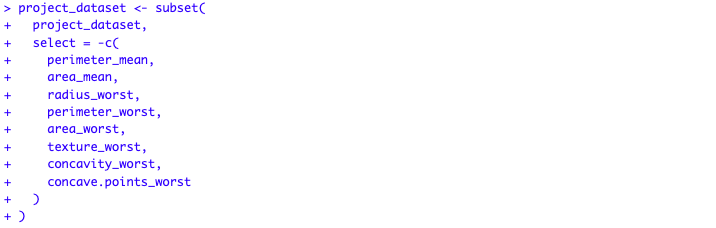 > project_dataset <- subset(
+   project_dataset,
+   select = -c(
+     perimeter_mean,
+     area_mean,
+     radius_worst,
+     perimeter_worst,
+     area_worst,
+     texture_worst,
+     concavity_worst,
+     concave.points_worst
+   )
+ )